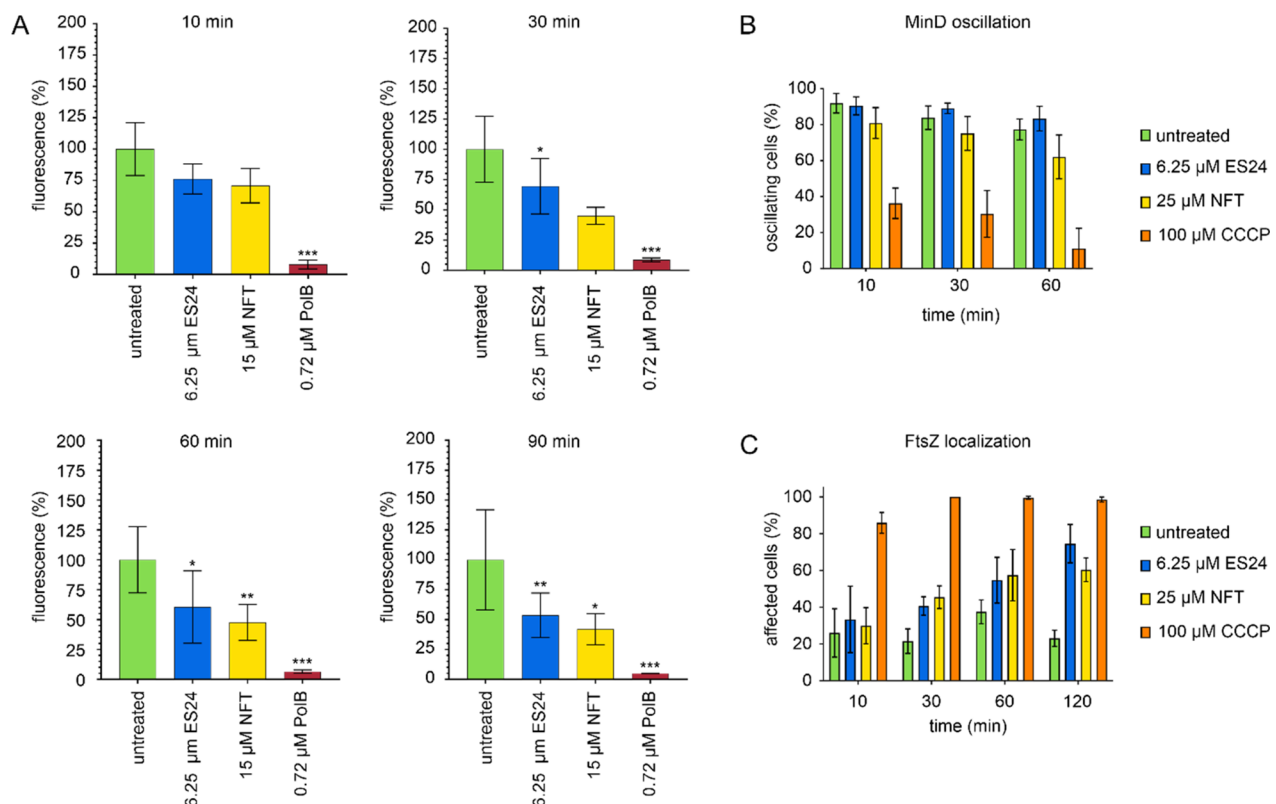 A
10 min
fluorescence (%)
200
175
150
125
100
75
50
25
0
***
untreated
6.25 µm ES24
15 µM NFT
0.72 µM PolB
30 min
fluorescence (%)
200
175
150
125
100
75
50
25
0
*
***
untreated
6.25 µm ES24
15 µM NFT
0.72 µM PolB
60 min
fluorescence (%)
200
175
150
125
100
75
50
25
0
*
**
***
untreated
6.25 µm ES24
15 µM NFT
0.72 µM PolB
90 min
fluorescence (%)
200
175
150
125
100
75
50
25
0
**
*
***
untreated
6.25 µm ES24
15 µM NFT
0.72 µM PolB
B
MinD oscillation
oscillating cells (%)
100
80
60
40
20
0
10 30 60
time (min)
untreated
6.25 µM ES24
25 µM NFT
100 µM CCCP
C
FtsZ localization
affected cells (%)
100
80
60
40
20
0
10 30 60 120
time (min)
untreated
6.25 µM ES24
25 µM NFT
100 µM CCCP